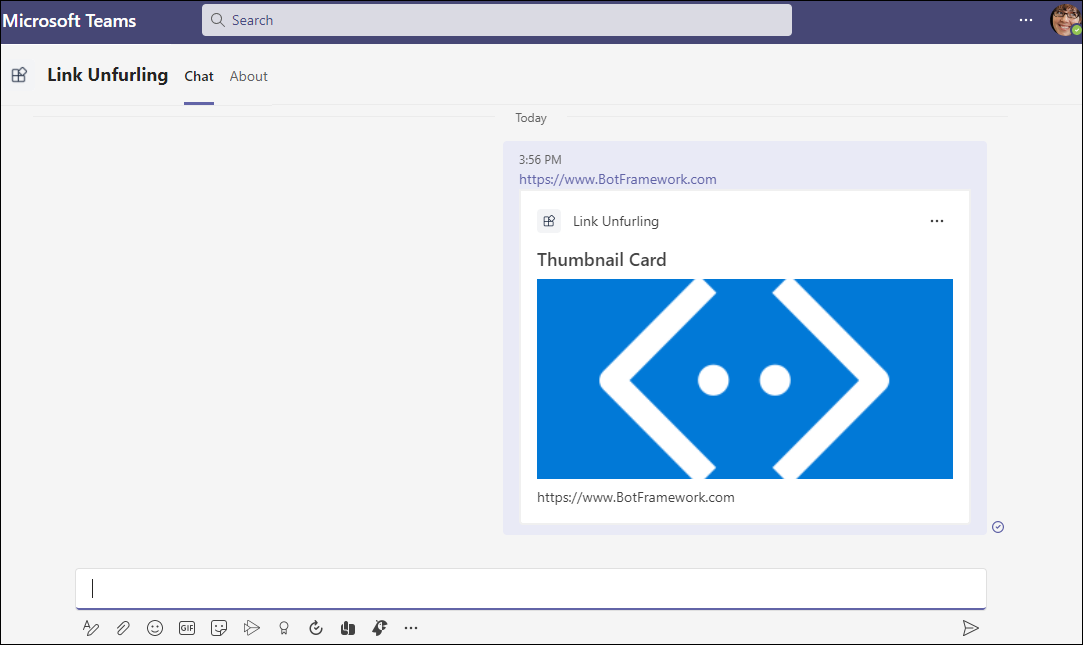 Microsoft Teams
Search
Link Unfurling
Chat
About
Today
3:56 PM
https://www.BotFramework.com
Link Unfurling
Thumbnail Card
https://www.BotFramework.com
GIF